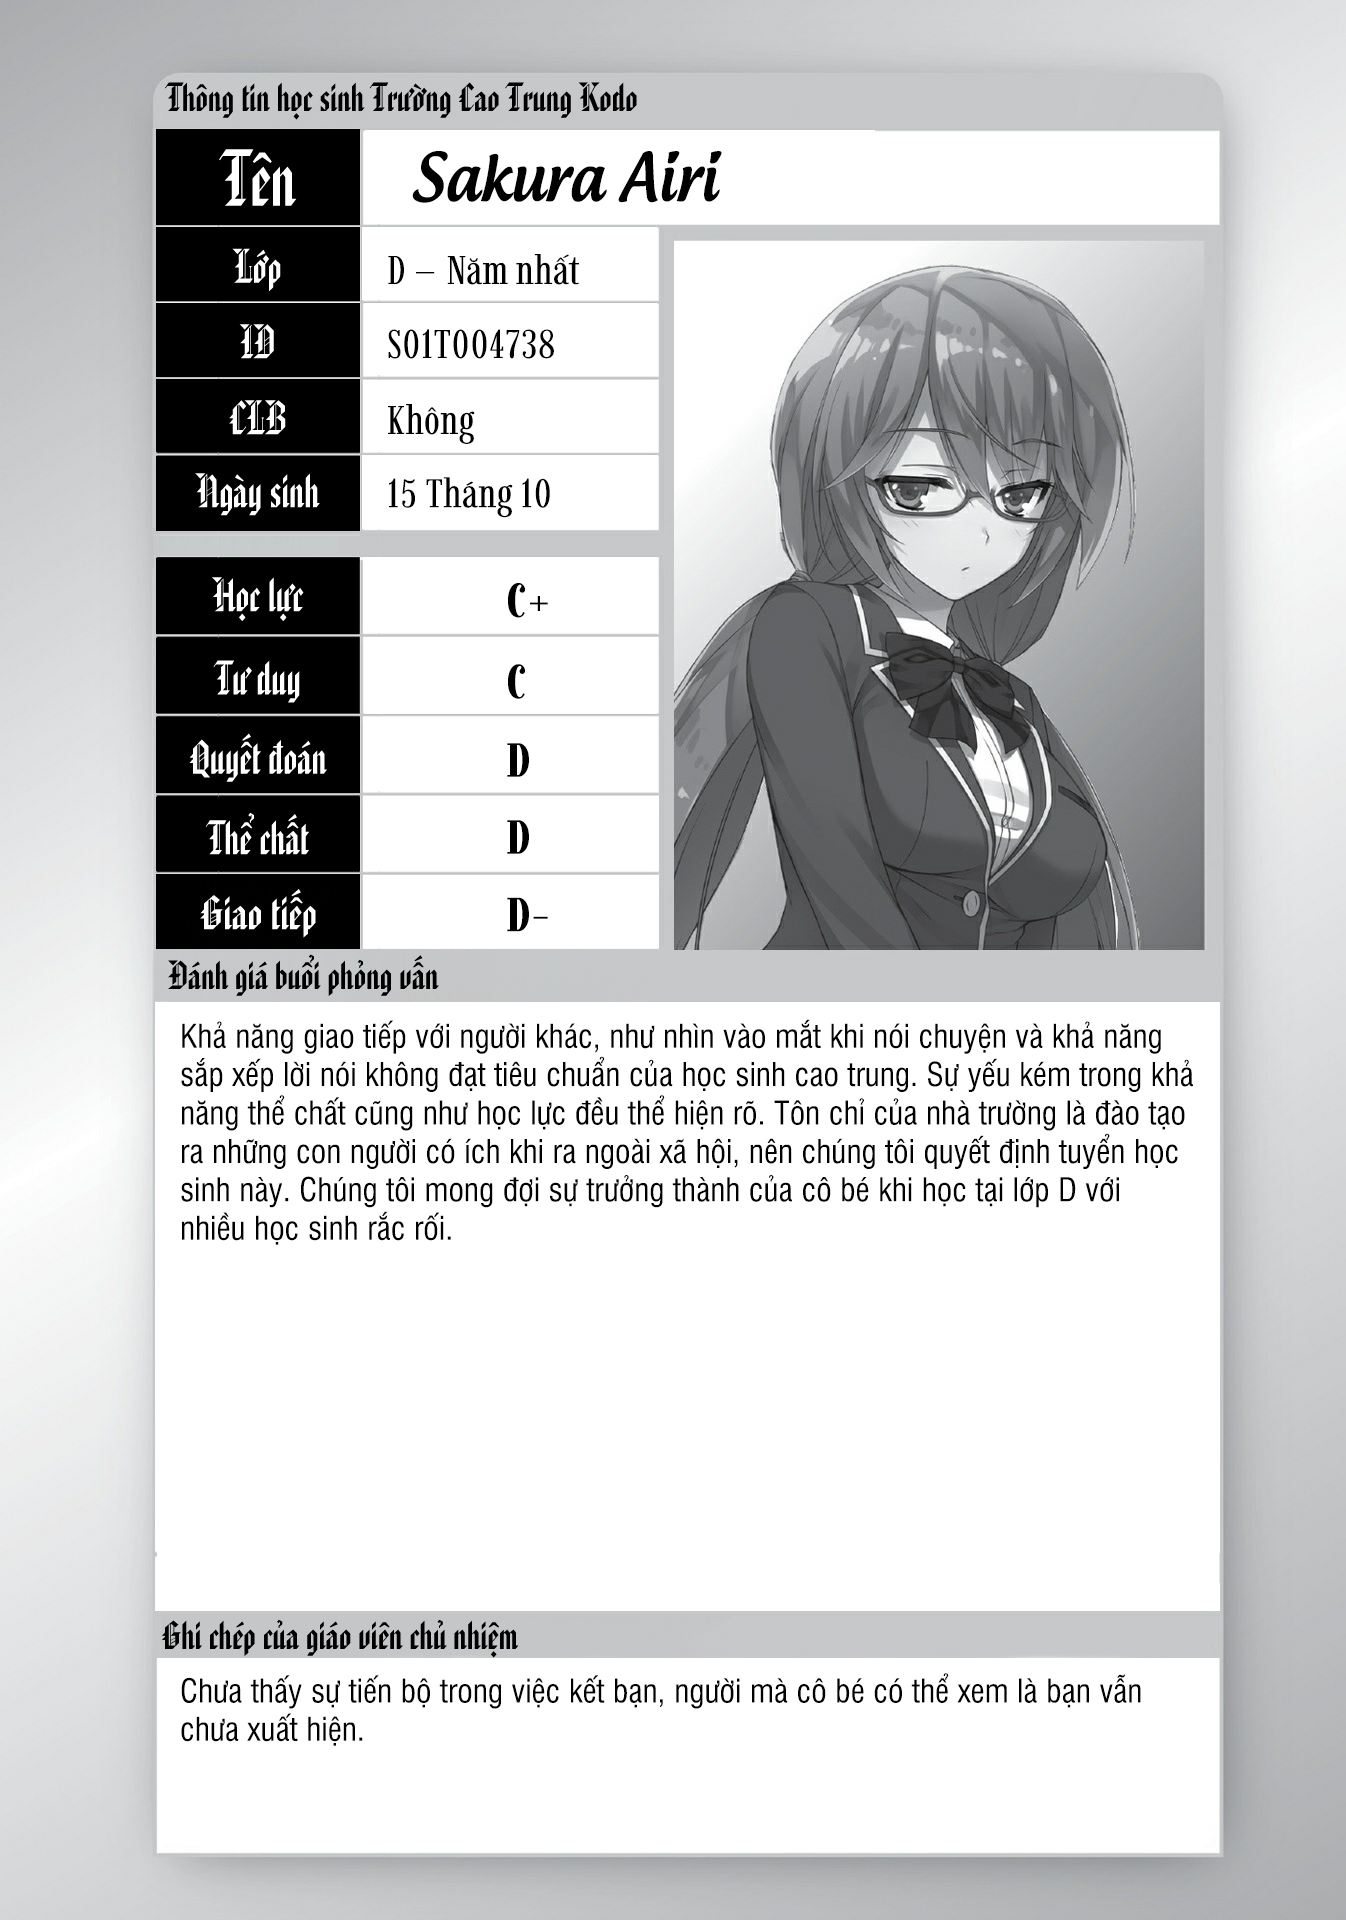 Thông tin học sinh Trường Cao Trung Kodo
Tên
Sakura Airi
Lớp
D – Năm nhất
ID
S01T004738
CLB
Không
Ngày sinh
15 Tháng 10
Học lực
C+
Tư duy
C
Quyết đoán
D
Thể chất
D
Giao tiếp
D-
Đánh giá buổi phỏng vấn
Khả năng giao tiếp với người khác, như nhìn vào mắt khi nói chuyện và khả năng
sắp xếp lời nói không đạt tiêu chuẩn của học sinh cao trung. Sự yếu kém trong khả
năng thể chất cũng như học lực đều thể hiện rõ. Tôn chỉ của nhà trường là đào tạo
ra những con người có ích khi ra ngoài xã hội, nên chúng tôi quyết định tuyển học
sinh này. Chúng tôi mong đợi sự trưởng thành của cô bé khi học tại lớp D với
nhiều học sinh rắc rối.
Ghi chép của giáo viên chủ nhiệm
Chưa thấy sự tiến bộ trong việc kết bạn, người mà cô bé có thể xem là bạn vẫn
chưa xuất hiện.